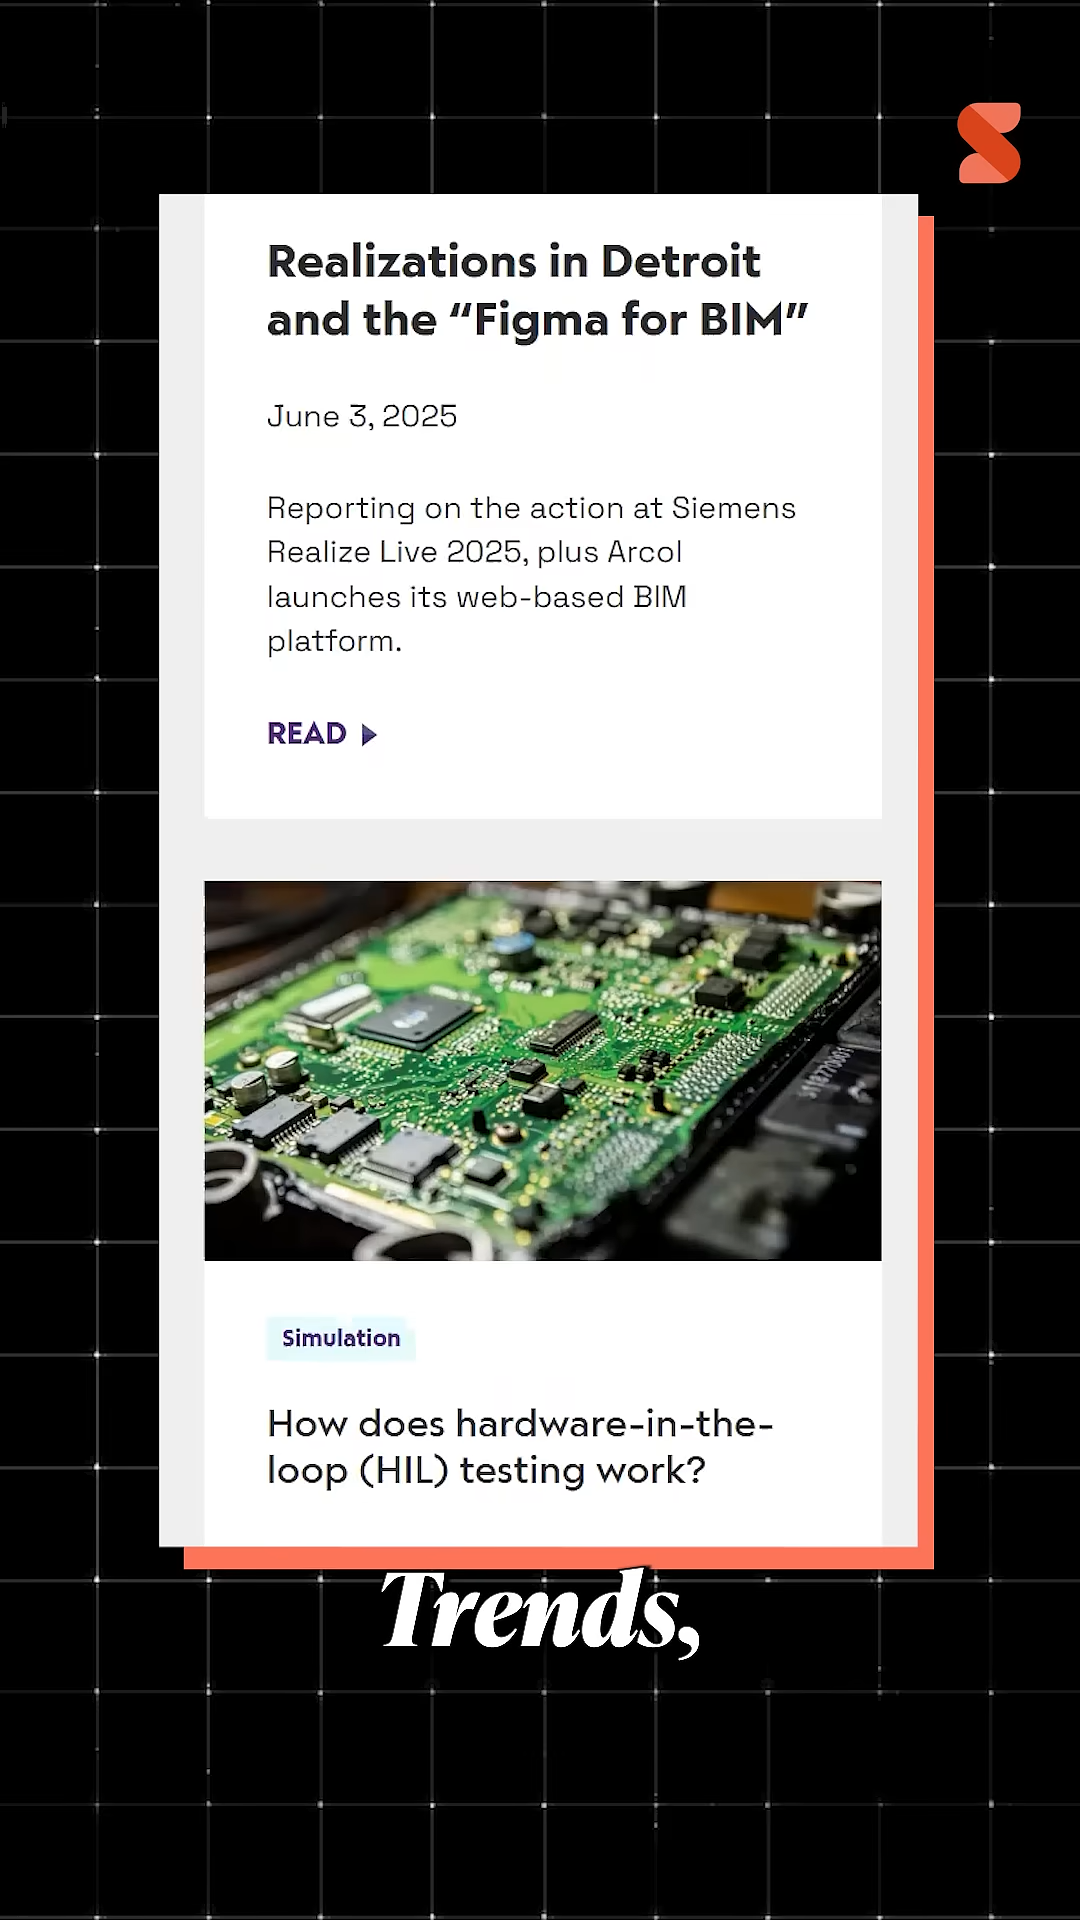 Realizations in Detroit
and the “Figma for BIM”
June 3, 2025
Reporting on the action at Siemens
Realize Live 2025, plus Arcol
launches its web-based BIM
platform.
READ
Simulation
How does hardware-in-the-
loop (HIL) testing work?
Trends,